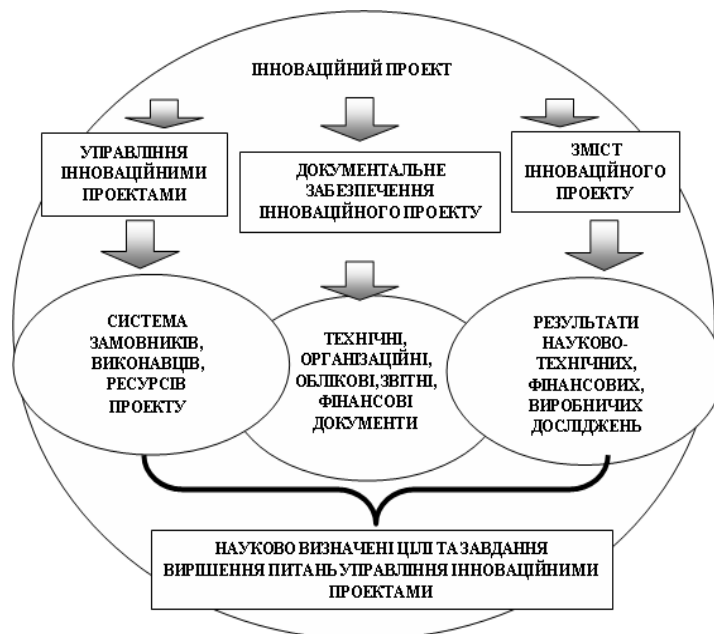 ІННОВАЦІЙНИЙ ПРОЕКТ
УПРАВЛІННЯ
ІННОВАЦІЙНИМИ
ПРОЕКТАМИ
ДОКУМЕНТАЛЬНЕ
ЗАБЕЗПЕЧЕННЯ
ІННОВАЦІЙНОГО ПРОЕКТУ
ЗМІСТ
ІННОВАЦІЙНОГО
ПРОЕКТУ
СИСТЕМА
ЗАМОВНИКІВ,
ВИКОНАВЦІВ,
РЕСУРСІВ
ПРОЕКТУ
ТЕХНІЧНІ,
ОРГАНІЗАЦІЙНІ,
ОБЛІКОВІ,ЗВІТНІ,
ФІНАНСОВІ
ДОКУМЕНТИ
РЕЗУЛЬТАТИ
НАУКОВО-
ТЕХНІЧНИХ,
ФІНАНСОВИХ,
ВИРОБНИЧИХ
ДОСЛІДЖЕНЬ
НАУКОВО ВИЗНАЧЕНІ ЦІЛІ ТА ЗАВДАННЯ
ВИРІШЕННЯ ПИТАНЬ УПРАВЛІННЯ ІННОВАЦІЙНИМИ
ПРОЕКТАМИ